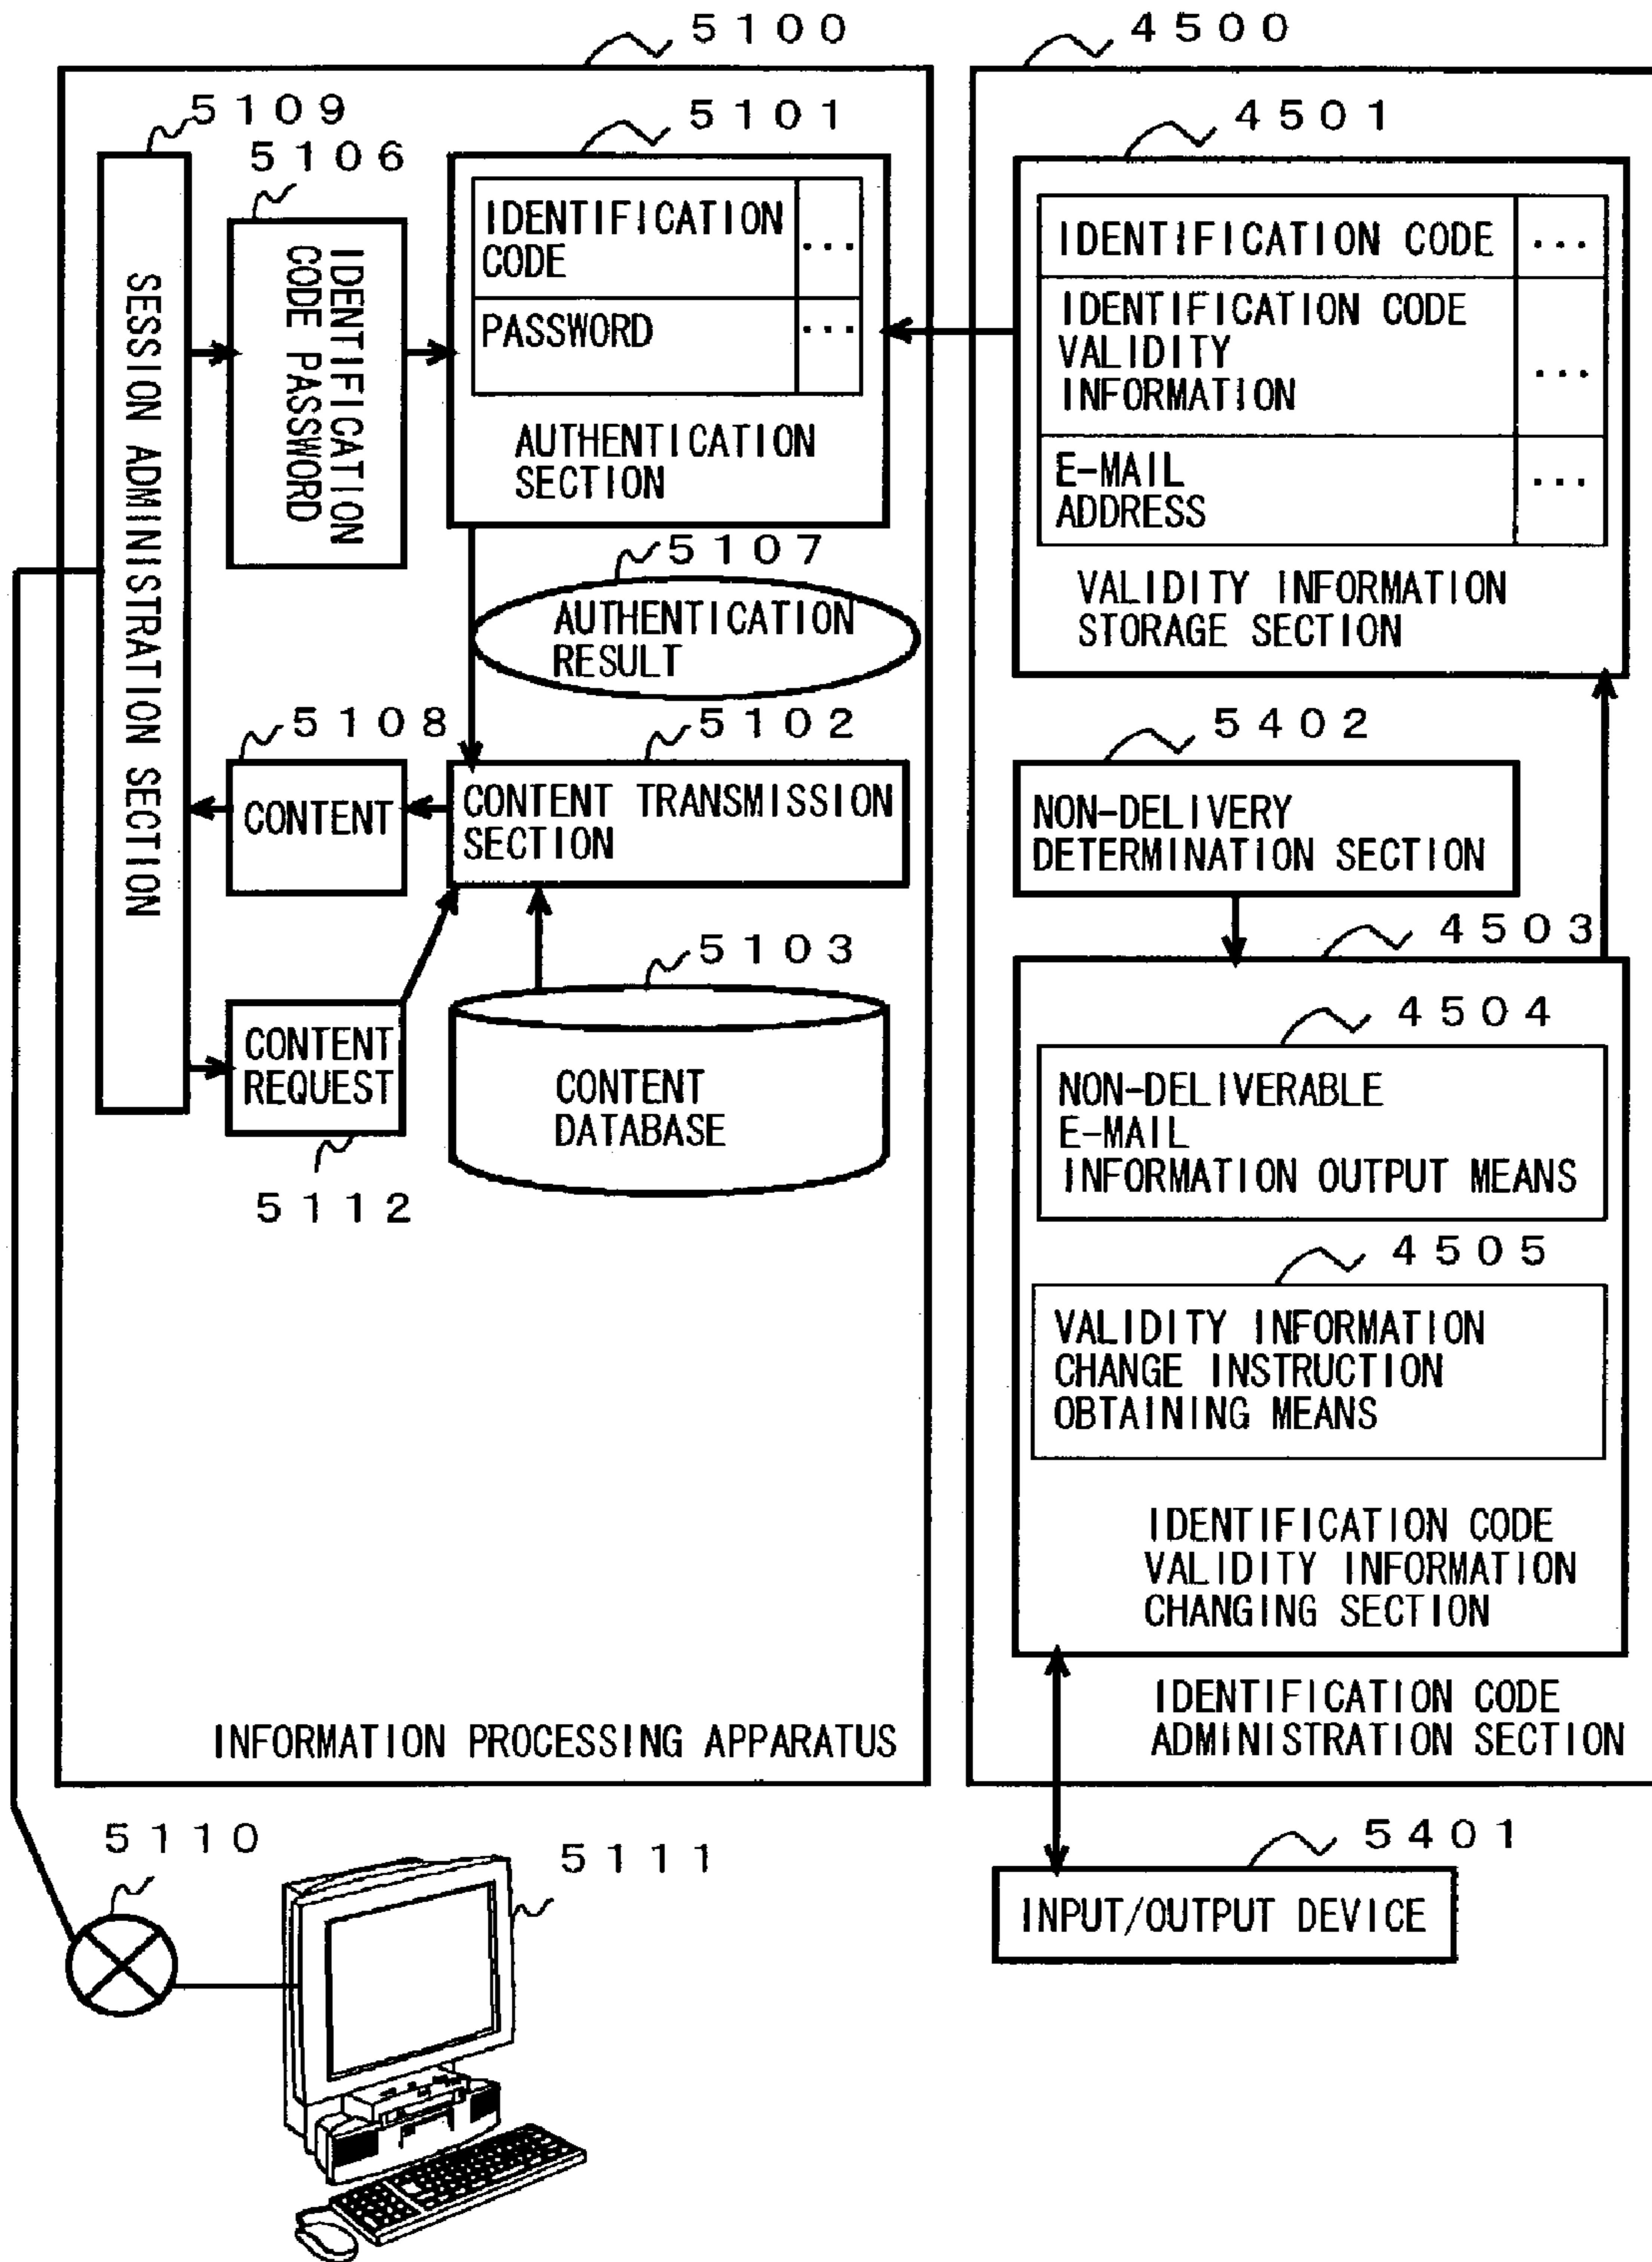 5100
4500
5109
5106
5101
4501
SESSION ADMINISTRATION SECTION
IDENTIFICATION
CODE PASSWORD
IDENTIFICATION
CODE
...
PASSWORD
...
AUTHENTICATION
SECTION
IDENTIFICATION CODE
...
IDENTIFICATION CODE
VALIDITY
INFORMATION
...
E-MAIL
ADDRESS
...
VALIDITY INFORMATION
STORAGE SECTION
5107
AUTHENTICATION
RESULT
5108
CONTENT
5102
CONTENT TRANSMISSION
SECTION
5402
NON-DELIVERY
DETERMINATION SECTION
5103
CONTENT
DATABASE
CONTENT
REQUEST
5112
4503
4504
NON-DELIVERABLE
E-MAIL
INFORMATION OUTPUT MEANS
4505
VALIDITY INFORMATION
CHANGE INSTRUCTION
OBTAINING MEANS
IDENTIFICATION CODE
VALIDITY INFORMATION
CHANGING SECTION
INFORMATION PROCESSING APPARATUS
IDENTIFICATION CODE
ADMINISTRATION SECTION
5110
5111
5401
INPUT/OUTPUT DEVICE